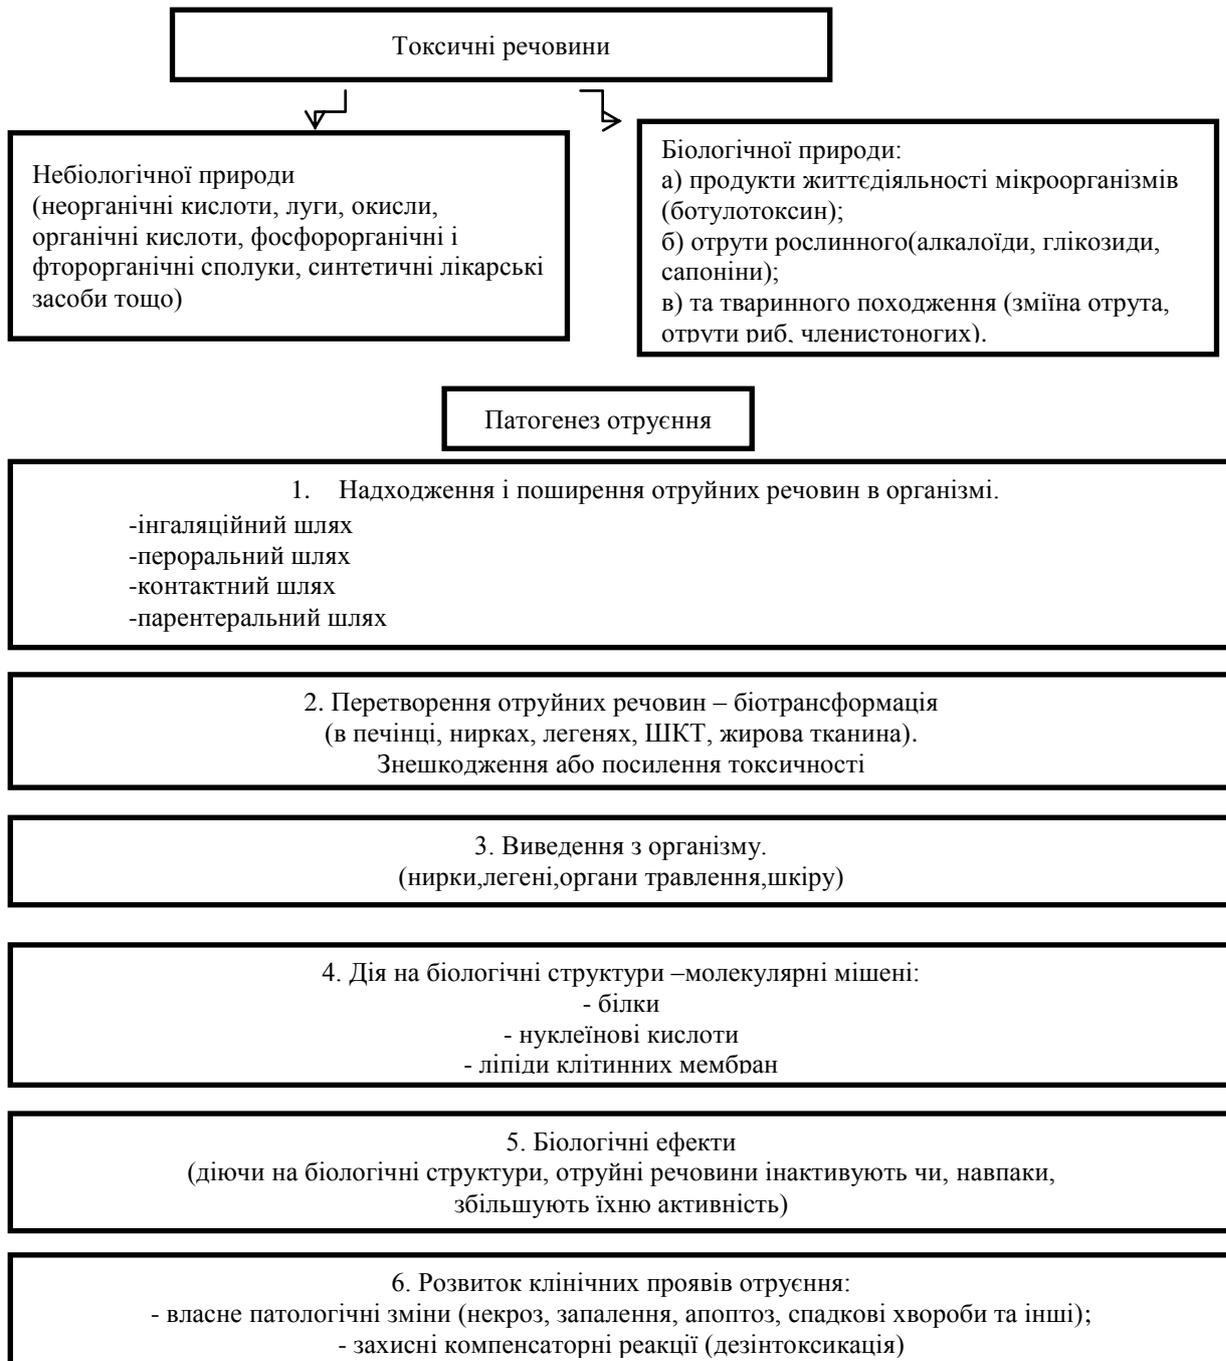 Токсичні речовини
Небіологічної природи
(неорганічні кислоти, луги, окисли,
органічні кислоти, фосфорорганічні і
фторорганічні сполуки, синтетичні лікарські
засоби тощо)
Біологічної природи:
а) продукти життєдіяльності мікроорганізмів
(ботулотоксин);
б) отрути рослинного(алкалоїди, глікозиди,
сапоніни);
в) та тваринного походження (зміїна отрута,
отрути риб, членистоногих).
Патогенез отруєння
1. Надходження і поширення отруйних речовин в організмі.
-інгаляційний шлях
-пероральний шлях
-контактний шлях
-парентеральний шлях
2. Перетворення отруйних речовин – біотрансформація
(в печінці, нирках, легенях, ШКТ, жирова тканина).
Знешкодження або посилення токсичності
3. Виведення з організму.
(нирки,легені,органи травлення,шкіру)
4. Дія на біологічні структури –молекулярні мішені:
- білки
- нуклеїнові кислоти
- ліпіди клітинних мембран
5. Біологічні ефекти
(діючи на біологічні структури, отруйні речовини інактивують чи, навпаки,
збільшують їхню активність)
6. Розвиток клінічних проявів отруєння:
- власне патологічні зміни (некроз, запалення, апоптоз, спадкові хвороби та інші);
- захисні компенсаторні реакції (дезінтоксикація)